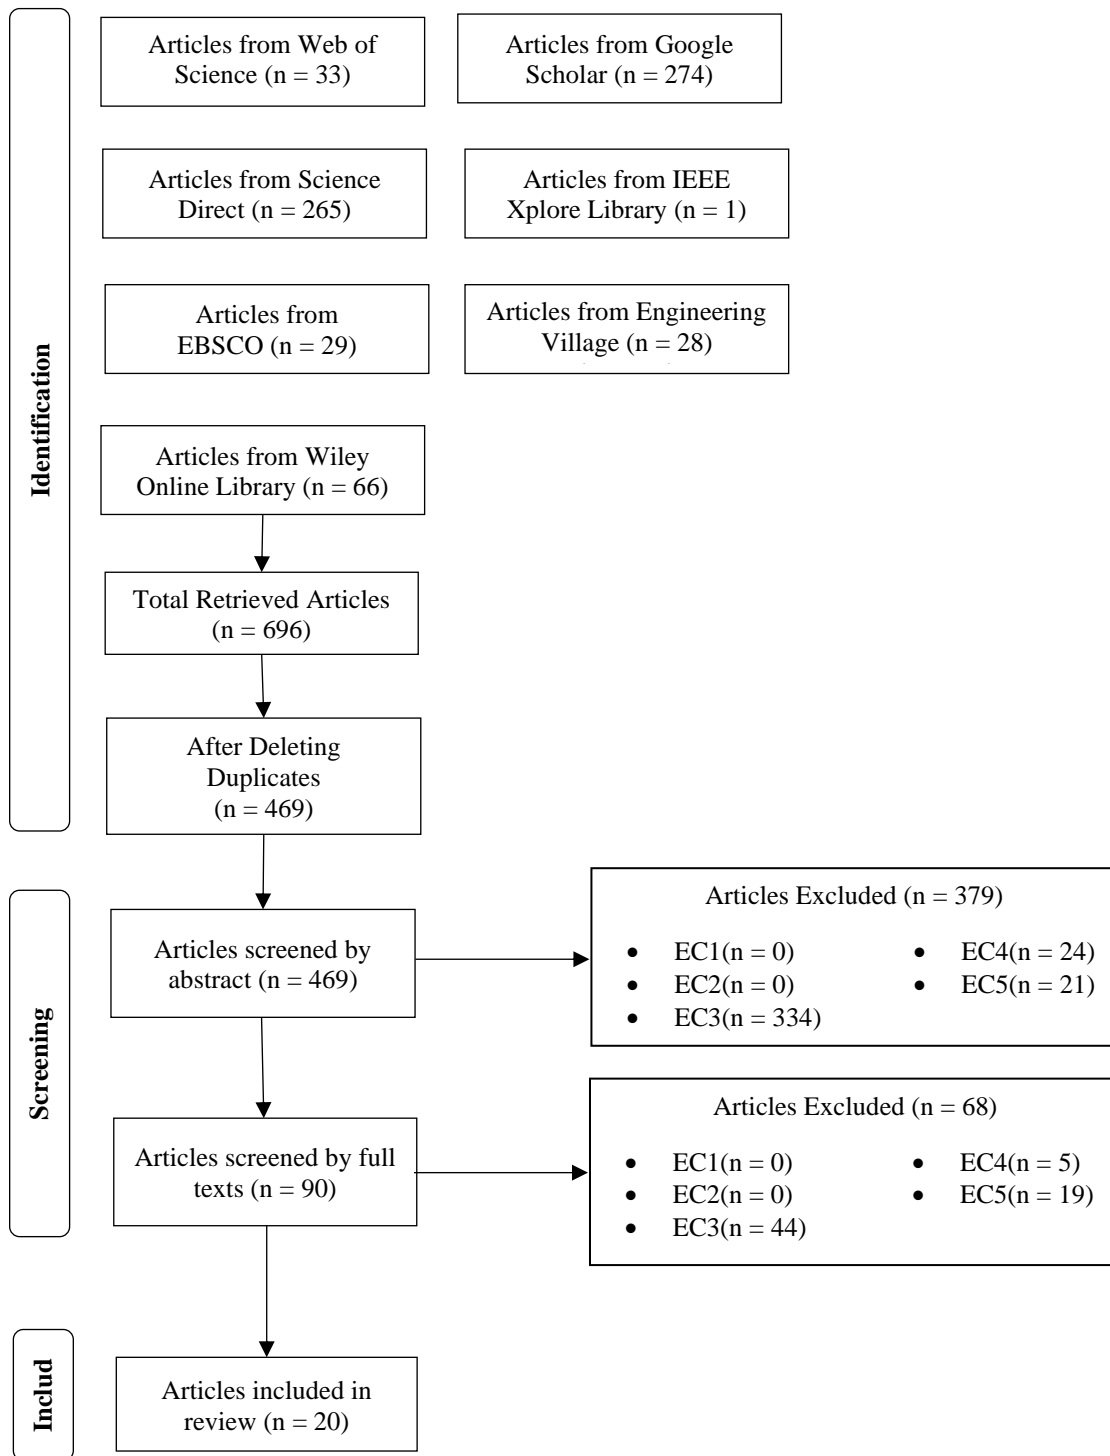 Identification
Articles from Web of
Science (n = 33)
Articles from Google
Scholar (n = 274)
Articles from Science
Direct (n = 265)
Articles from IEEE
Xplore Library (n = 1)
Articles from
EBSCO (n = 29)
Articles from Engineering
Village (n = 28)
Articles from Wiley
Online Library (n = 66)
Total Retrieved Articles
(n = 696)
After Deleting
Duplicates
(n = 469)
Screening
Articles screened by
abstract (n = 469)
Articles Excluded (n = 379)
• EC1(n = 0)
• EC2(n = 0)
• EC3(n = 334)
• EC4(n = 24)
• EC5(n = 21)
Articles screened by full
texts (n = 90)
Articles Excluded (n = 68)
• EC1(n = 0)
• EC2(n = 0)
• EC3(n = 44)
• EC4(n = 5)
• EC5(n = 19)
Includ
Articles included in
review (n = 20)